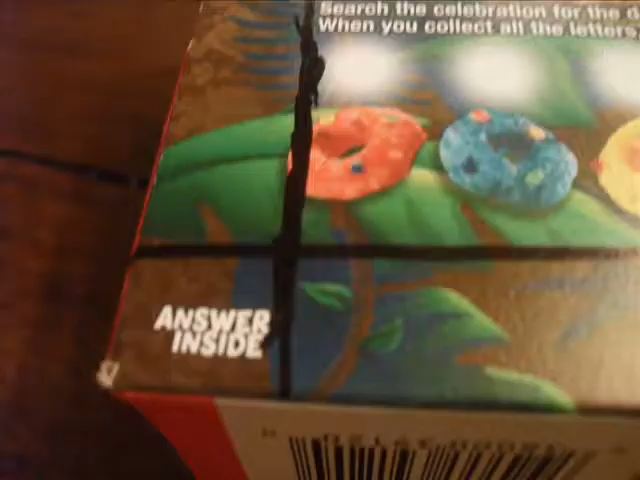 Search the celebration for the d
When you collect all the letters,
ANSWER
INSIDE